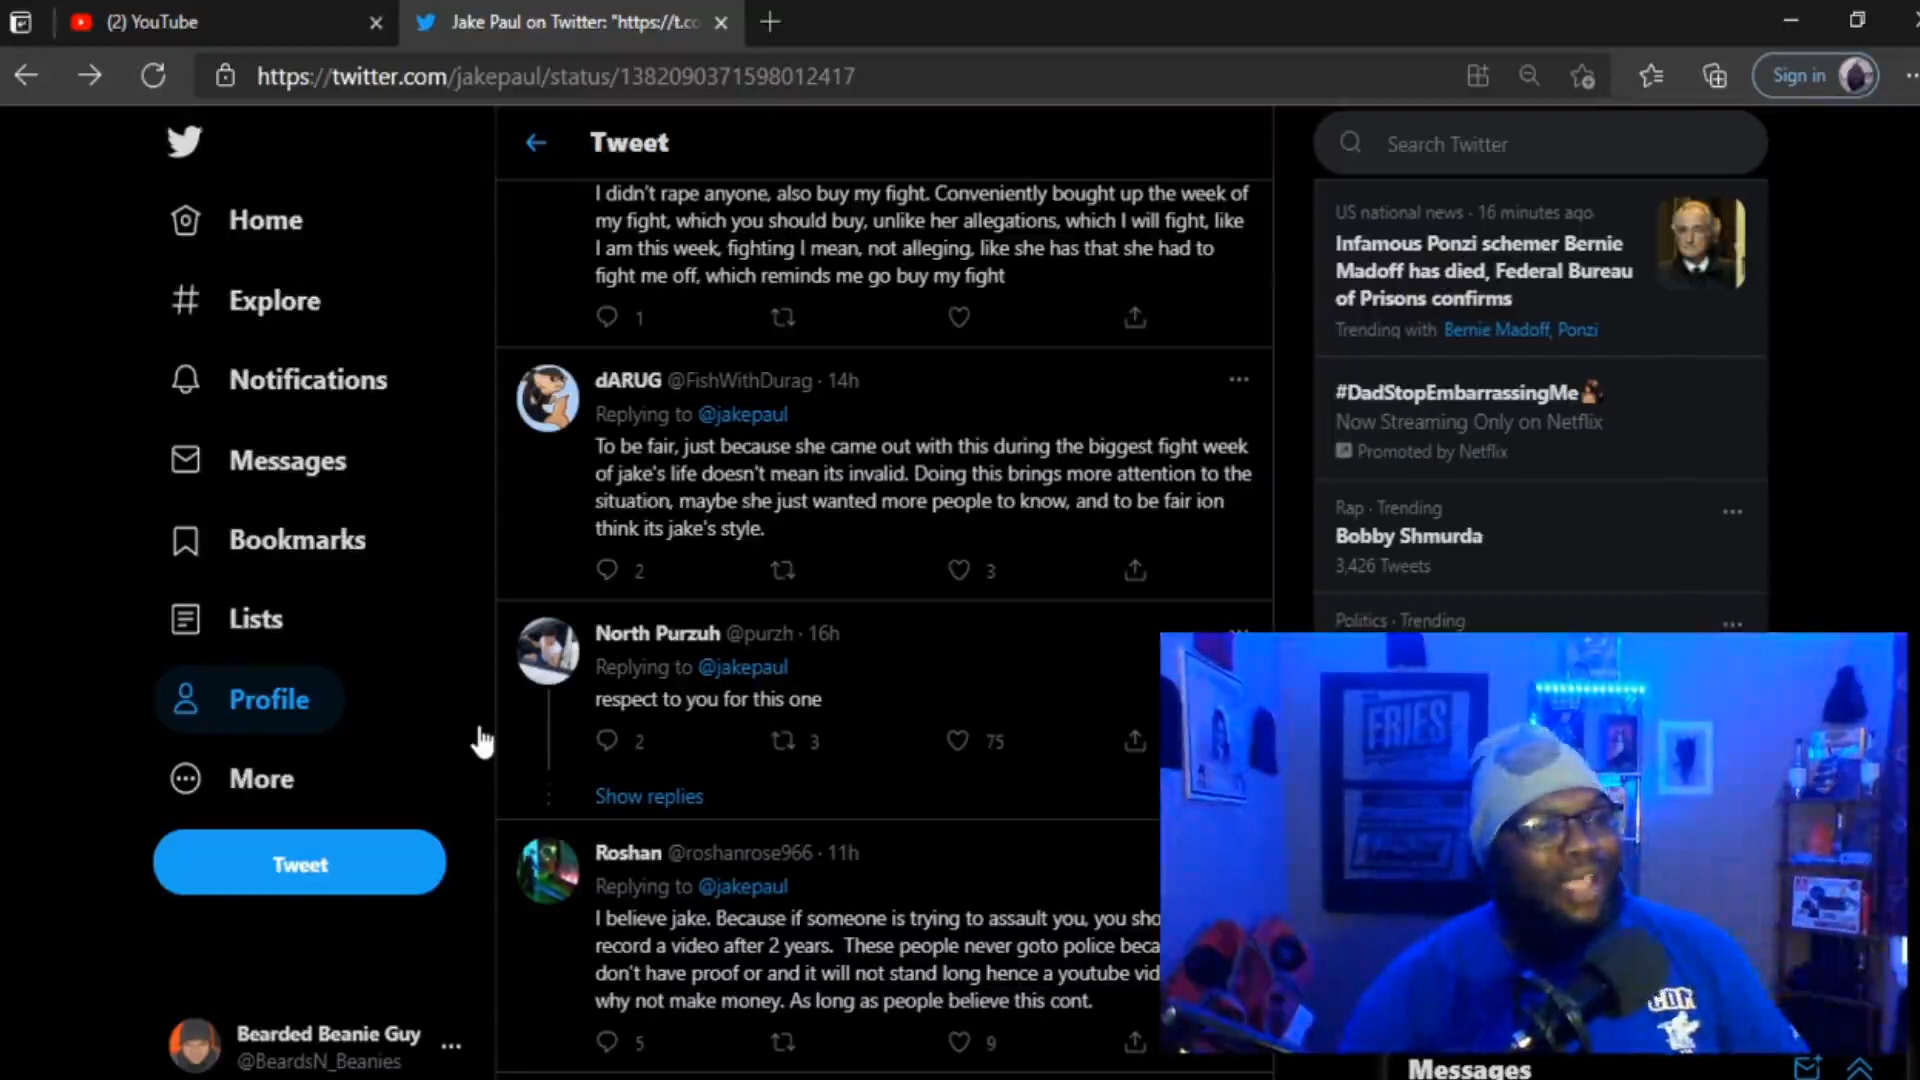 (2) YouTube
Jake Paul on Twitter: "https://t.co
https://twitter.com/jakepaul/status/1382090371598012417
Sign in
Home
Explore
Notifications
Messages
Bookmarks
Lists
Profile
More
Tweet
Bearded Beanie Guy
@BeardsN_Beanies
Tweet
I didn't rape anyone, also buy my fight. Conveniently bought up the week of
my fight, which you should buy, unlike her allegations, which I will fight, like
I am this week, fighting I mean, not alleging, like she has that she had to
fight me off, which reminds me go buy my fight
1
dARUG @FishWithDurag · 14h
Replying to @jakepaul
To be fair, just because she came out with this during the biggest fight week
of jake's life doesn't mean its invalid. Doing this brings more attention to the
situation, maybe she just wanted more people to know, and to be fair ion
think its jake's style.
2 3
North Purzuh @purzh · 16h
Replying to @jakepaul
respect to you for this one
2 3 75
Show replies
Roshan @roshanrose966 · 11h
Replying to @jakepaul
I believe jake. Because if someone is trying to assault you, you sho
record a video after 2 years. These people never goto police beca
don't have proof or and it will not stand long hence a youtube vid
why not make money. As long as people believe this cont.
5 9
Search Twitter
US national news · 16 minutes ago
Infamous Ponzi schemer Bernie
Madoff has died, Federal Bureau
of Prisons confirms
Trending with Bernie Madoff, Ponzi
#DadStopEmbarrassingMe
Now Streaming Only on Netflix
Promoted by Netflix
Rap · Trending
Bobby Shmurda
3,426 Tweets
Politics · Trending
FRIES
Messages